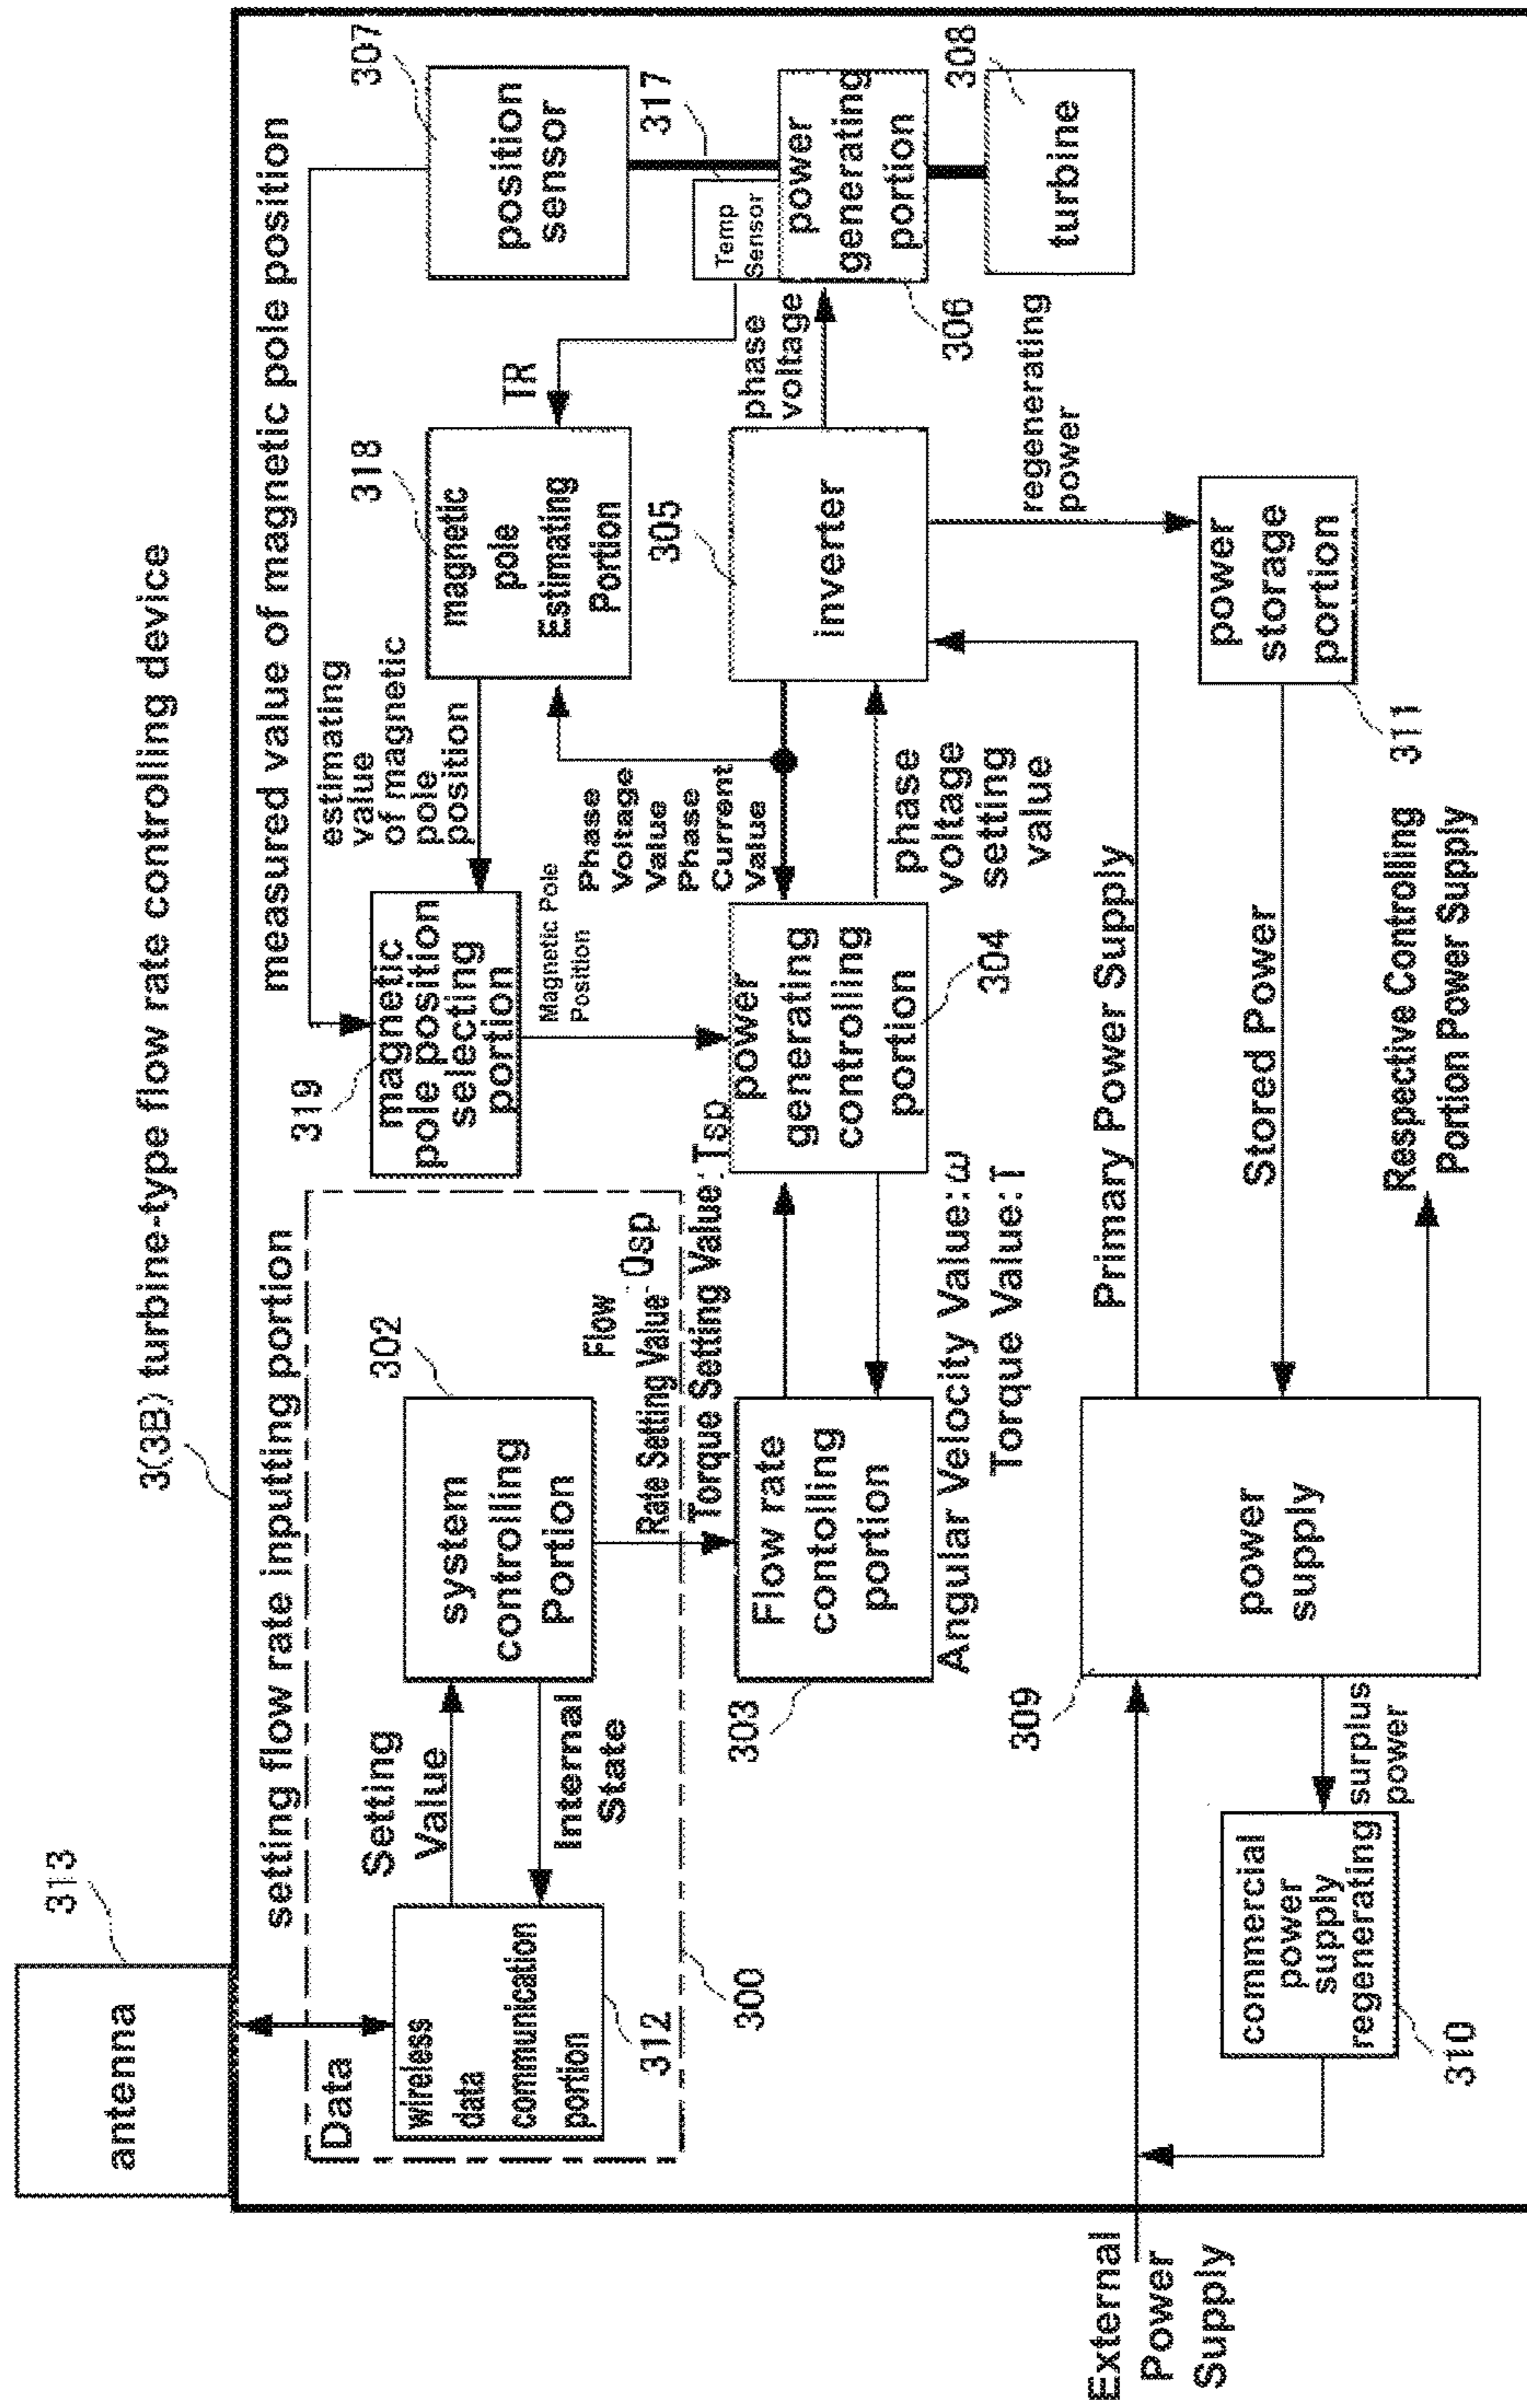 3(3B) turbine-type flow rate controlling device
313
antenna
setting flow rate inputting portion
measured value of magnetic pole position
Data
wireless
data
communication
portion
312
300
Setting
Value
Internal
State
302
system
controlling
Portion
Flow
Rate Setting Value: Qsp
Torque Setting Value: Tsp
319
magnetic
pole position
selecting
portion
estimating
value
of magnetic
pole
position
Magnetic Pole
Position
318
magnetic
pole
Estimating
Portion
TR
307
position
sensor
317
Temp
Sensor
303
Flow rate
contolling
portion
Angular Velocity Value:ω
Torque Value:T
power
generating
controlling
portion
304
Phase
Voltage
Value
Phase
Current
Value
phase
voltage
setting
value
305
inverter
phase
voltage
power
generating
portion
306
308
turbine
regenerating
power
External
Power
Supply
309
power
supply
Primary Power Supply
Stored Power
Respective Controlling
Portion Power Supply
power
storage
portion
311
surplus
power
commercial
power
supply
regenerating
310